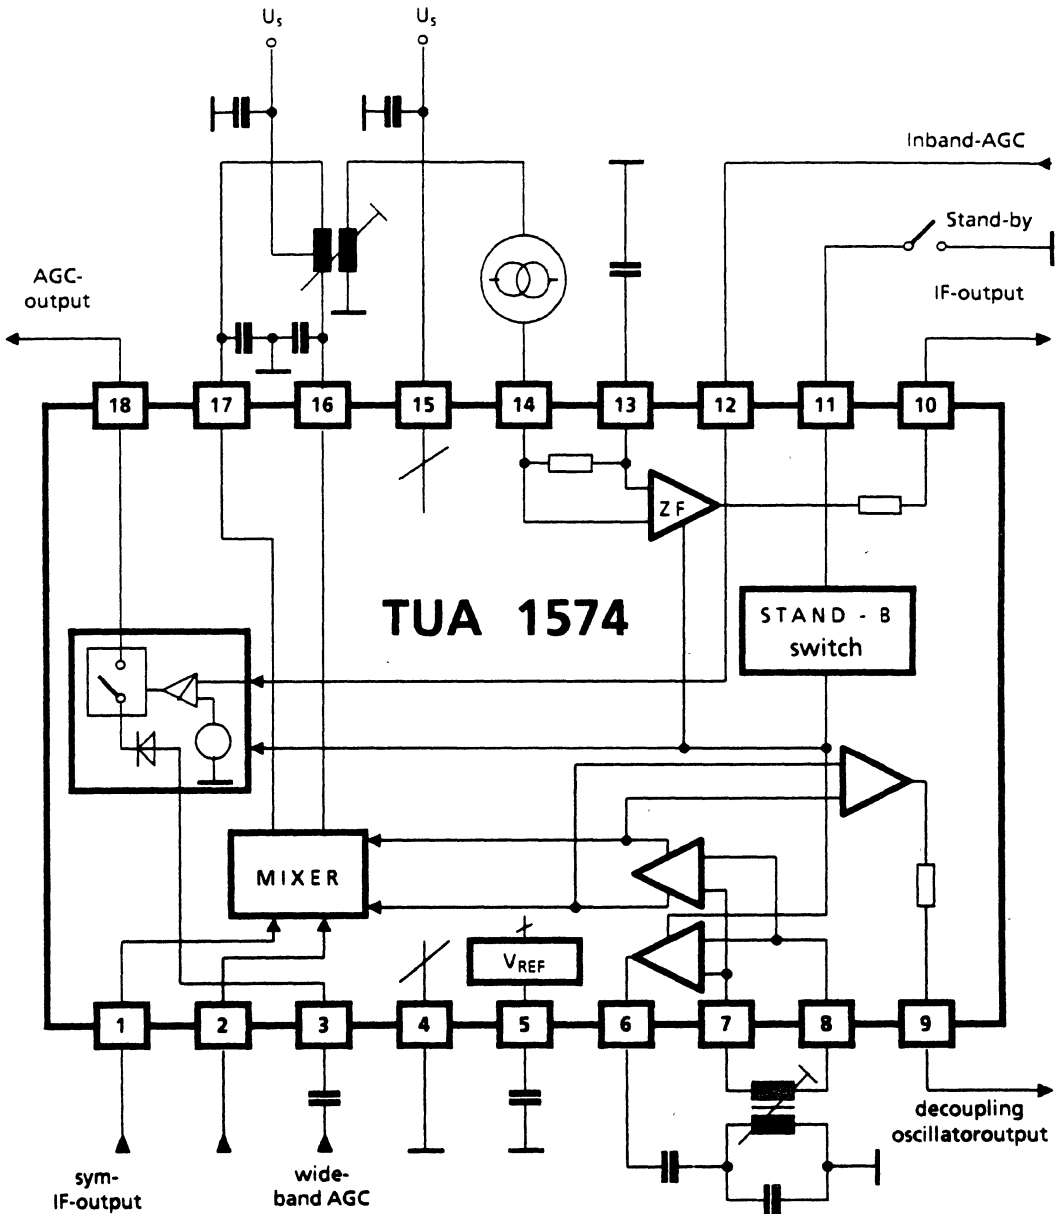 Us
Us
Inband-AGC
Stand-by
AGC-
output
IF-output
18
17
16
15
14
13
12
11
10
ZF
TUA 1574
STAND-B
switch
MIXER
VREF
1
2
3
4
5
6
7
8
9
sym-
IF-output
wide-
band AGC
decoupling
oscillatoroutput